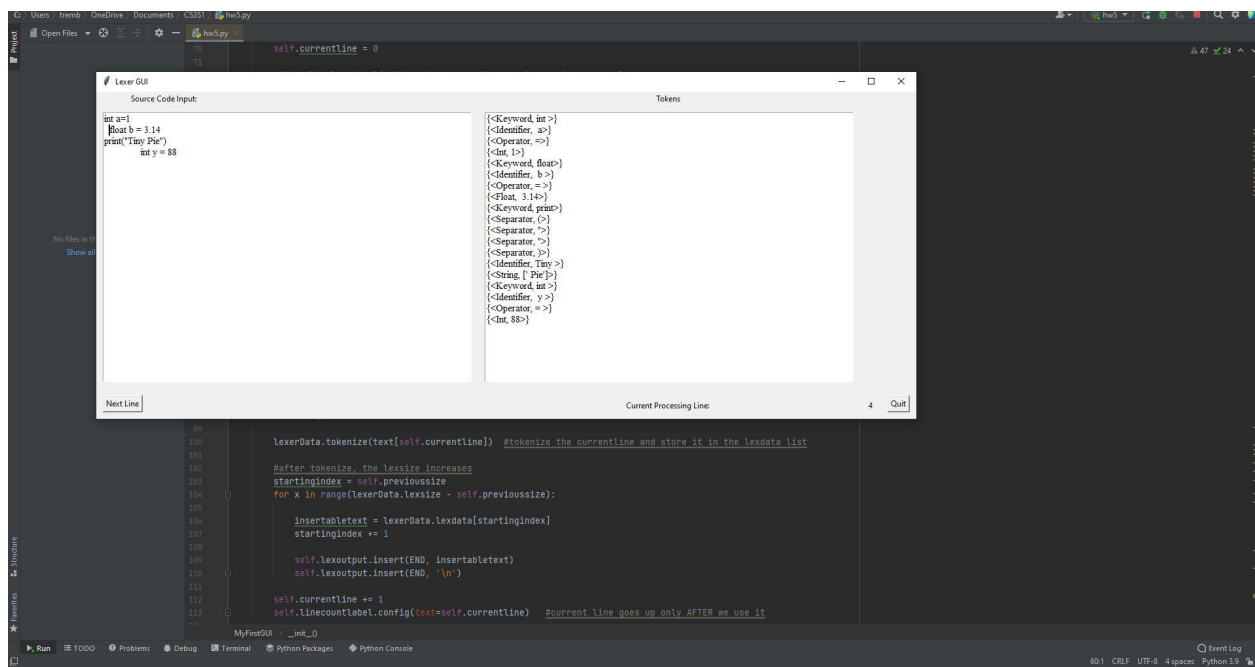 C: Users tremb OneDrive Documents CS351 hw5.py
hw5
Open Files hw5.py
Project
70 self.currentline = 0
71
47 24
Lexer GUI
Source Code Input: Tokens
int a=1
float b = 3.14
print("Tiny Pie")
int y = 88
{<Keyword, int >}
{<Identifier,  a>}
{<Operator, =>}
{<Int, 1>}
{<Keyword, float>}
{<Identifier,  b >}
{<Operator, = >}
{<Float,  3.14>}
{<Keyword, print>}
{<Separator, (>}
{<Separator, ">}
{<Separator, ">}
{<Separator, )>}
{<Identifier, Tiny >}
{<String, [' Pie']>}
{<Keyword, int >}
{<Identifier,  y >}
{<Operator, = >}
{<Int, 88>}
No files in th
Show all
Next Line Current Processing Line: 4 Quit
99
100 lexerData.tokenize(text[self.currentline]) #tokenize the currentline and store it in the lexdata list
101
102 #after tokenize, the lexsize increases
103 startingindex = self.previoussize
104 for x in range(lexerData.lexsize - self.previoussize):
105
106 insertabletext = lexerData.lexdata[startingindex]
107 startingindex += 1
108
109 self.lexoutput.insert(END, insertabletext)
110 self.lexoutput.insert(END, '\n')
111
112 self.currentline += 1
113 self.linecountlabel.config(text=self.currentline) #current line goes up only AFTER we use it
Structure
Favorites
MyFirstGUI › __init__()
Run TODO Problems Debug Terminal Python Packages Python Console Event Log
60:1 CRLF UTF-8 4 spaces Python 3.9